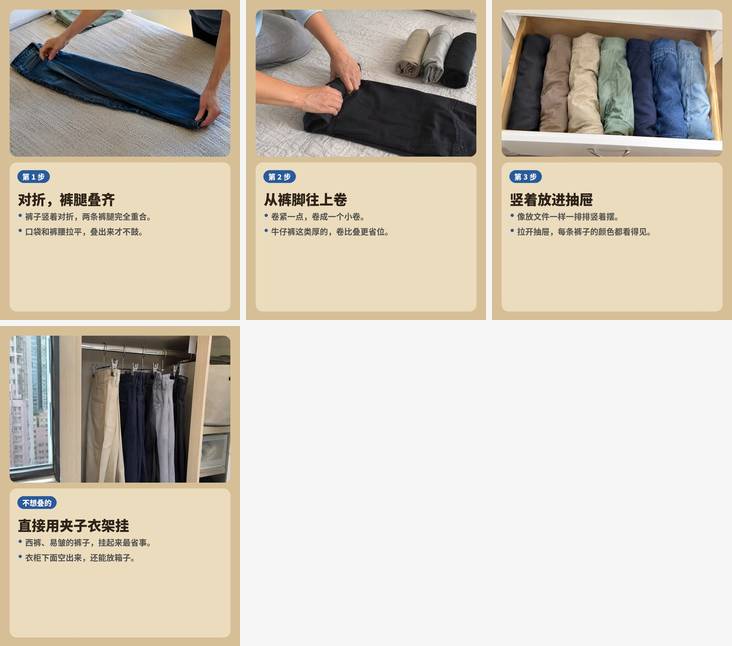 第1步
对折，裤腿叠齐
• 裤子竖着对折，两条裤腿完全重合。
• 口袋和裤腰拉平，叠出来才不鼓。
第2步
从裤脚往上卷
• 卷紧一点，卷成一个小卷。
• 牛仔裤这类厚的，卷比叠更省位。
第3步
竖着放进抽屉
• 像放文件一样一排排竖着摆。
• 拉开抽屉，每条裤子的颜色都看得见。
不想叠的
直接用夹子衣架挂
• 西裤、易皱的裤子，挂起来最省事。
• 衣柜下面空出来，还能放箱子。